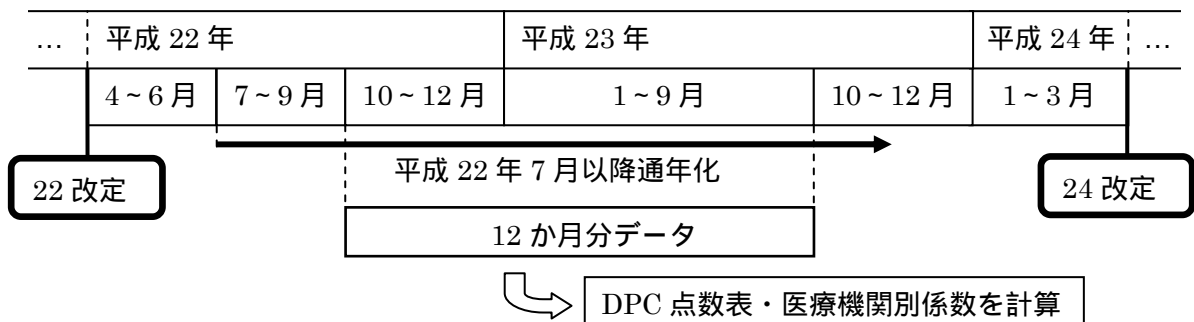 … 平成 22 年 平成 23 年 平成 24 年 …
4~6 月 7~9 月 10~12 月 1~9 月 10~12 月 1~3 月
平成 22 年 7 月以降通年化
22 改定 24 改定
12 か月分データ
DPC 点数表・医療機関別係数を計算